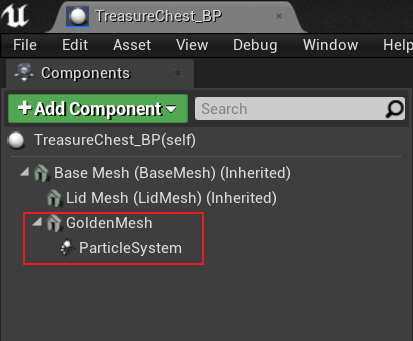 TreasureChest_BP
File Edit Asset View Debug Window Help
Components
+Add Component Search
TreasureChest_BP(self)
Base Mesh (BaseMesh) (Inherited)
Lid Mesh (LidMesh) (Inherited)
GoldenMesh
ParticleSystem